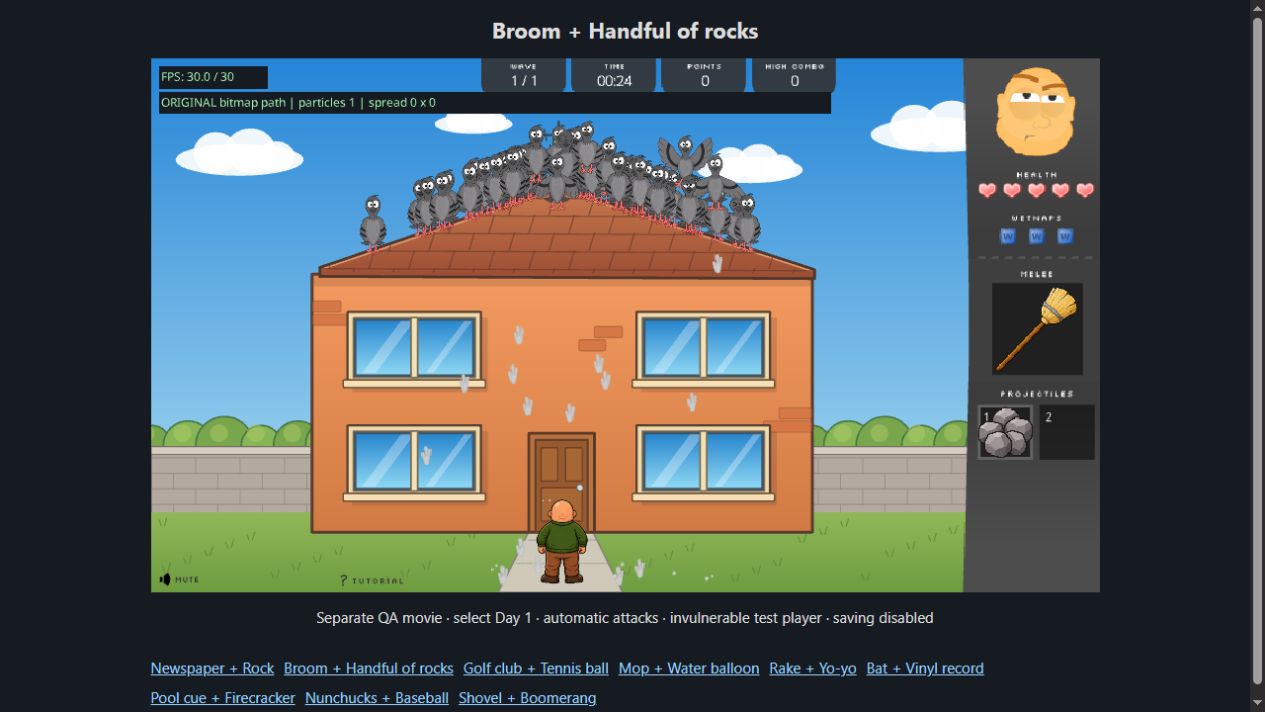 Broom + Handful of rocks
FPS: 30.0 / 30
WAVE
1 / 1
TIME
00:24
POINTS
0
HIGH COMBO
0
ORIGINAL bitmap path | particles 1 | spread 0 x 0
HEALTH
WETNAPS
W W W
MELEE
PROJECTILES
1 2
MUTE
? TUTORIAL
Separate QA movie · select Day 1 · automatic attacks · invulnerable test player · saving disabled
Newspaper + Rock Broom + Handful of rocks Golf club + Tennis ball Mop + Water balloon Rake + Yo-yo Bat + Vinyl record
Pool cue + Firecracker Nunchucks + Baseball Shovel + Boomerang